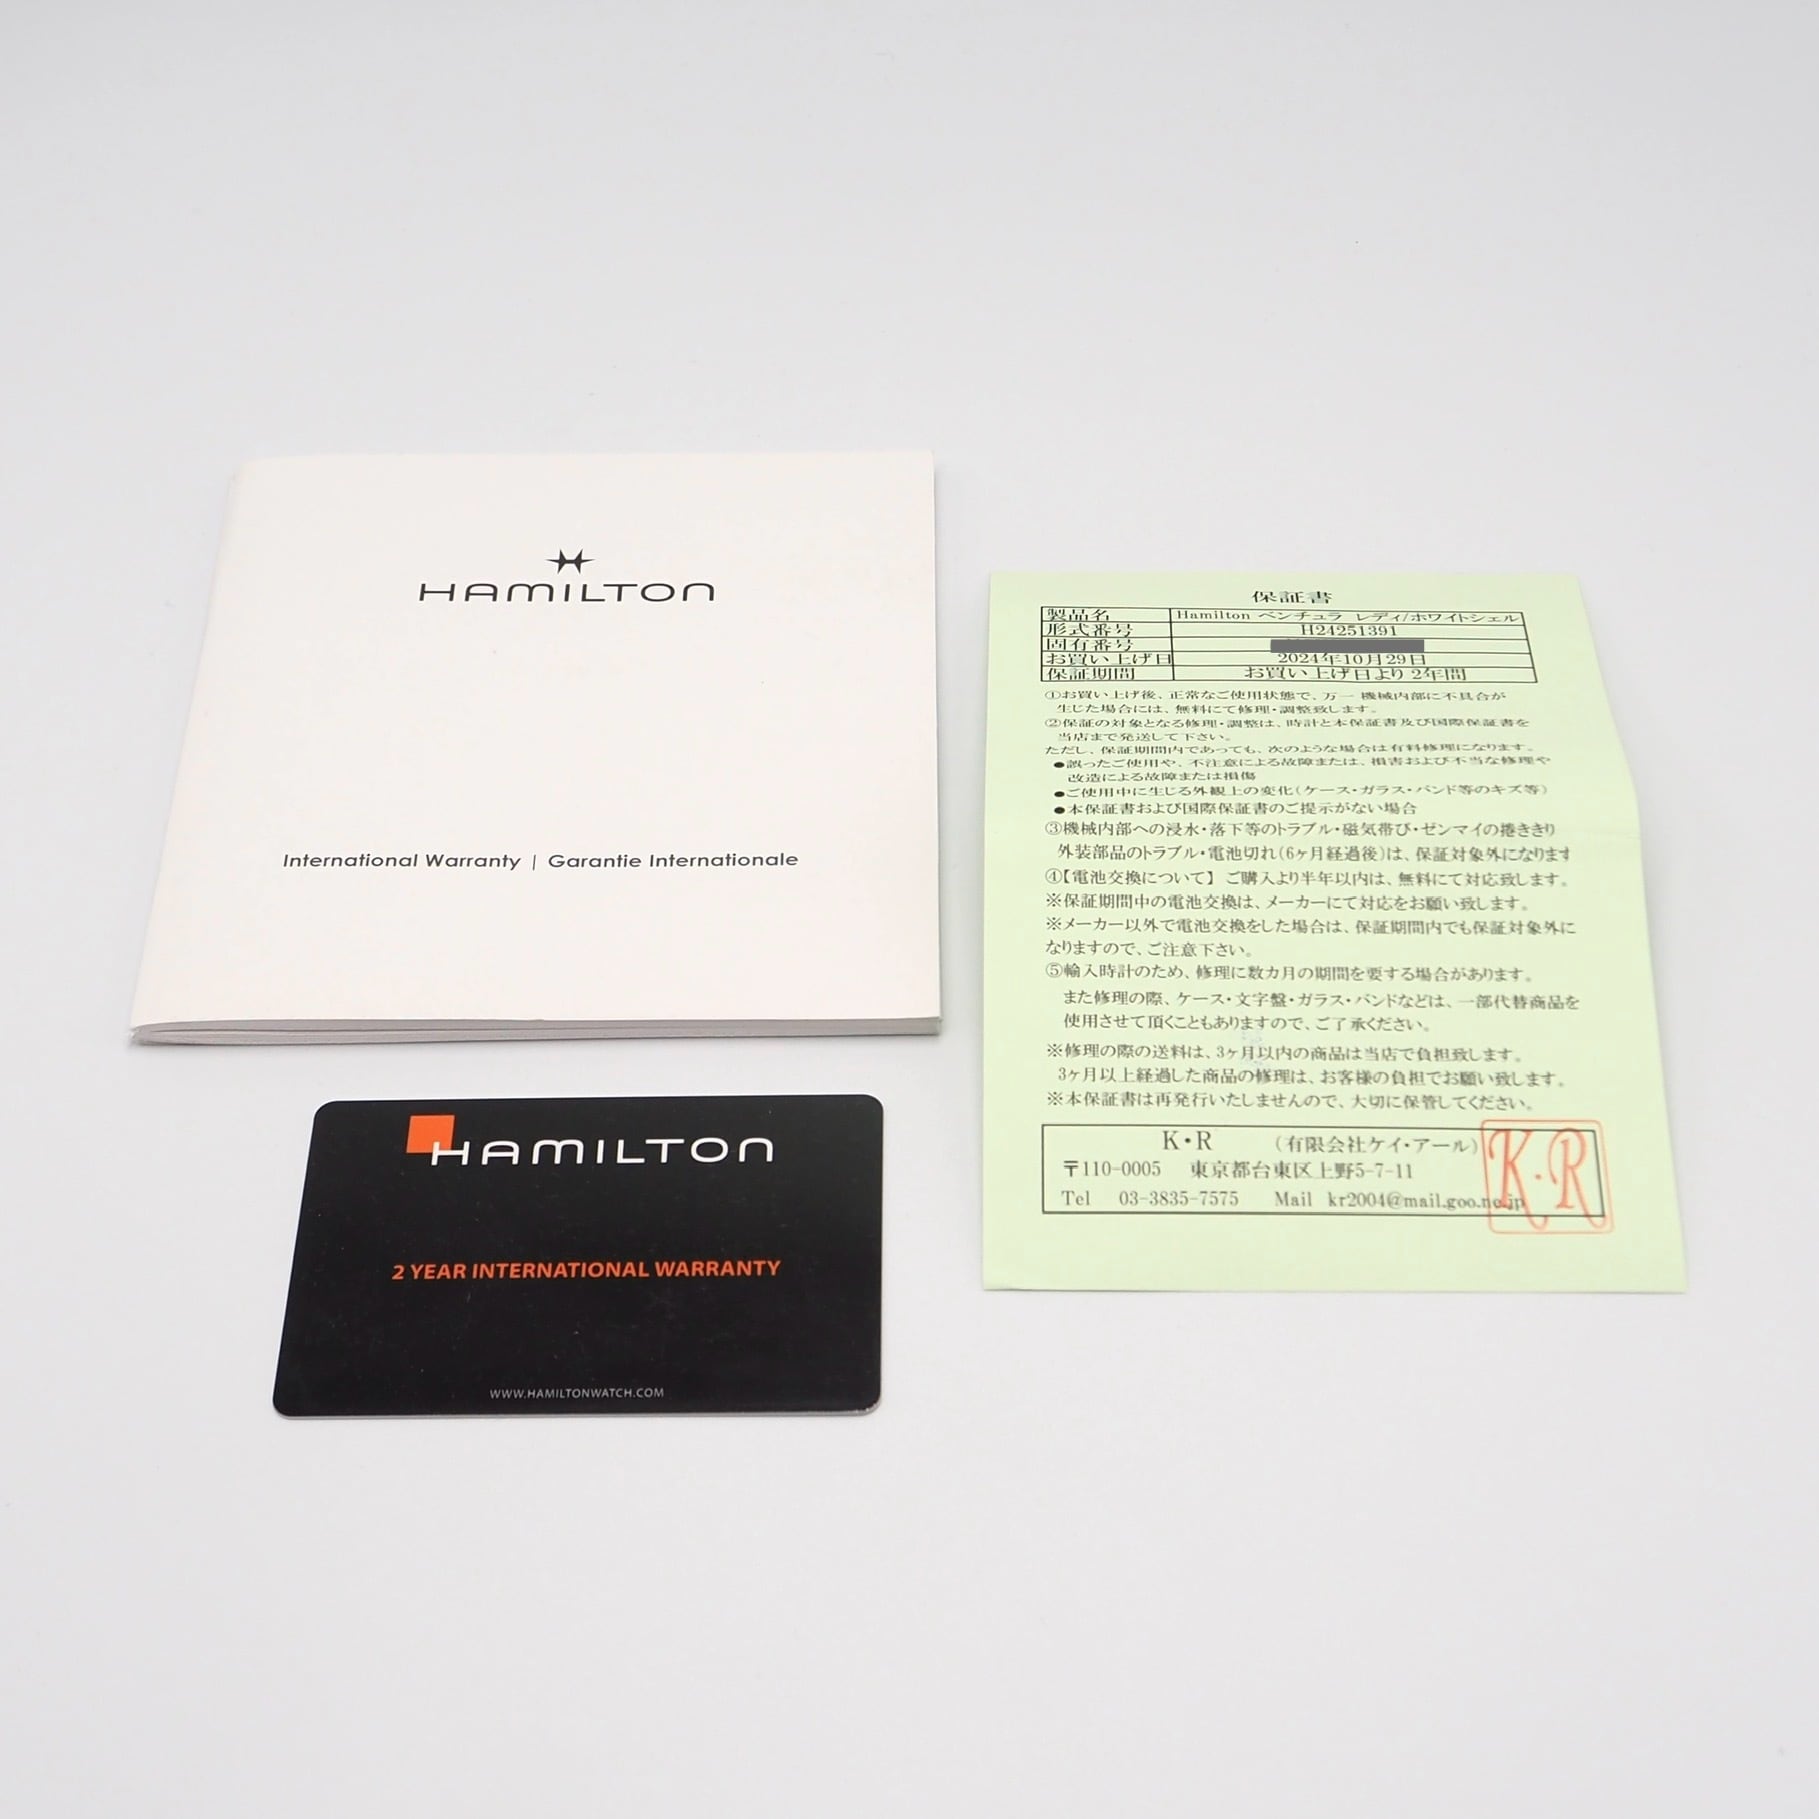 HAMILTON
International Warranty | Garantie Internationale
HAMILTON
2 YEAR INTERNATIONAL WARRANTY
WWW.HAMILTONWATCH.COM
保証書
製品名 Hamilton ベンチュラ レディ/ホワイトシェル
形式番号 H24251391
固有番号
お買い上げ日 2024年10月29日
保証期間 お買い上げ日より 2年間
①お買い上げ後、正常なご使用状態で、万一 機械内部に不具合が
生じた場合には、無料にて修理・調整致します。
②保証の対象となる修理・調整は、時計と本保証書及び国際保証書を
当店まで発送して下さい。
ただし、保証期間内であっても、次のような場合は有料修理になります。
●誤ったご使用や、不注意による故障または、損害および不当な修理や
改造による故障または損傷
●ご使用中に生じる外観上の変化(ケース・ガラス・バンド等のキズ等)
●本保証書および国際保証書のご提示がない場合
③機械内部への浸水・落下等のトラブル・磁気帯び・ゼンマイの捲ききり
外装部品のトラブル・電池切れ(6ヶ月経過後)は、保証対象外になります
④【電池交換について】 ご購入より半年以内は、無料にて対応致します。
※保証期間中の電池交換は、メーカーにて対応をお願い致します。
※メーカー以外で電池交換をした場合は、保証期間内でも保証対象外に
なりますので、ご注意下さい。
⑤輸入時計のため、修理に数カ月の期間を要する場合があります。
また修理の際、ケース・文字盤・ガラス・バンドなどは、一部代替商品を
使用させて頂くこともありますので、ご了承ください。
※修理の際の送料は、3ヶ月以内の商品は当店で負担致します。
3ヶ月以上経過した商品の修理は、お客様の負担でお願い致します。
※本保証書は再発行いたしませんので、大切に保管してください。
K・R (有限会社ケイ・アール)
〒110-0005 東京都台東区上野5-7-11
Tel 03-3835-7575 Mail kr2004@mail.goo.ne.jp
K・R